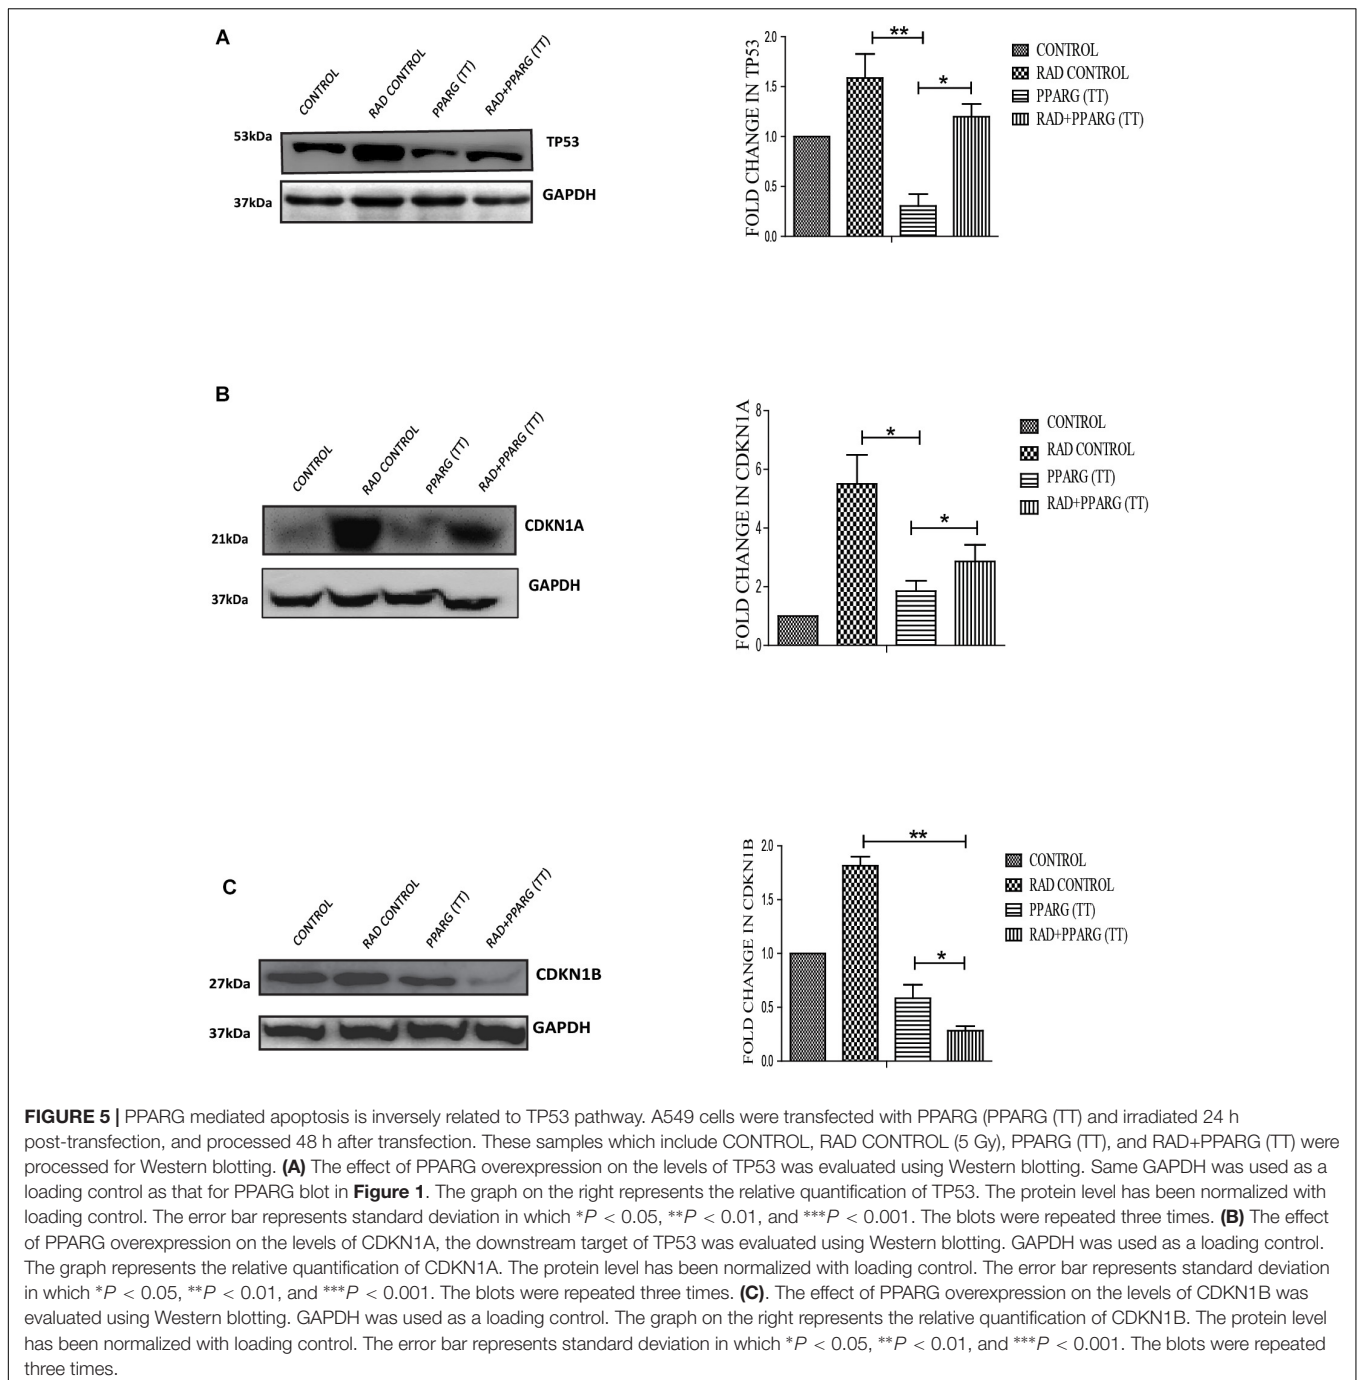 A
CONTROL
RAD CONTROL
PPARG (TT)
RAD+PPARG (TT)
53kDa
TP53
37kDa
GAPDH
FOLD CHANGE IN TP53
2.0
1.5
1.0
0.5
0.0
**
*
CONTROL
RAD CONTROL
PPARG (TT)
RAD+PPARG (TT)
B
CONTROL
RAD CONTROL
PPARG (TT)
RAD+PPARG (TT)
21kDa
CDKN1A
37kDa
GAPDH
FOLD CHANGE IN CDKN1A
8
6
4
2
0
*
*
CONTROL
RAD CONTROL
PPARG (TT)
RAD+PPARG (TT)
C
CONTROL
RAD CONTROL
PPARG (TT)
RAD+PPARG (TT)
27kDa
CDKN1B
37kDa
GAPDH
FOLD CHANGE IN CDKN1B
2.0
1.5
1.0
0.5
0.0
**
*
CONTROL
RAD CONTROL
PPARG (TT)
RAD+PPARG (TT)
FIGURE 5 | PPARG mediated apoptosis is inversely related to TP53 pathway. A549 cells were transfected with PPARG (PPARG (TT) and irradiated 24 h
post-transfection, and processed 48 h after transfection. These samples which include CONTROL, RAD CONTROL (5 Gy), PPARG (TT), and RAD+PPARG (TT) were
processed for Western blotting. (A) The effect of PPARG overexpression on the levels of TP53 was evaluated using Western blotting. Same GAPDH was used as a
loading control as that for PPARG blot in Figure 1. The graph on the right represents the relative quantification of TP53. The protein level has been normalized with
loading control. The error bar represents standard deviation in which *P < 0.05, **P < 0.01, and ***P < 0.001. The blots were repeated three times. (B) The effect
of PPARG overexpression on the levels of CDKN1A, the downstream target of TP53 was evaluated using Western blotting. GAPDH was used as a loading control.
The graph represents the relative quantification of CDKN1A. The protein level has been normalized with loading control. The error bar represents standard deviation
in which *P < 0.05, **P < 0.01, and ***P < 0.001. The blots were repeated three times. (C). The effect of PPARG overexpression on the levels of CDKN1B was
evaluated using Western blotting. GAPDH was used as a loading control. The graph on the right represents the relative quantification of CDKN1B. The protein level
has been normalized with loading control. The error bar represents standard deviation in which *P < 0.05, **P < 0.01, and ***P < 0.001. The blots were repeated
three times.